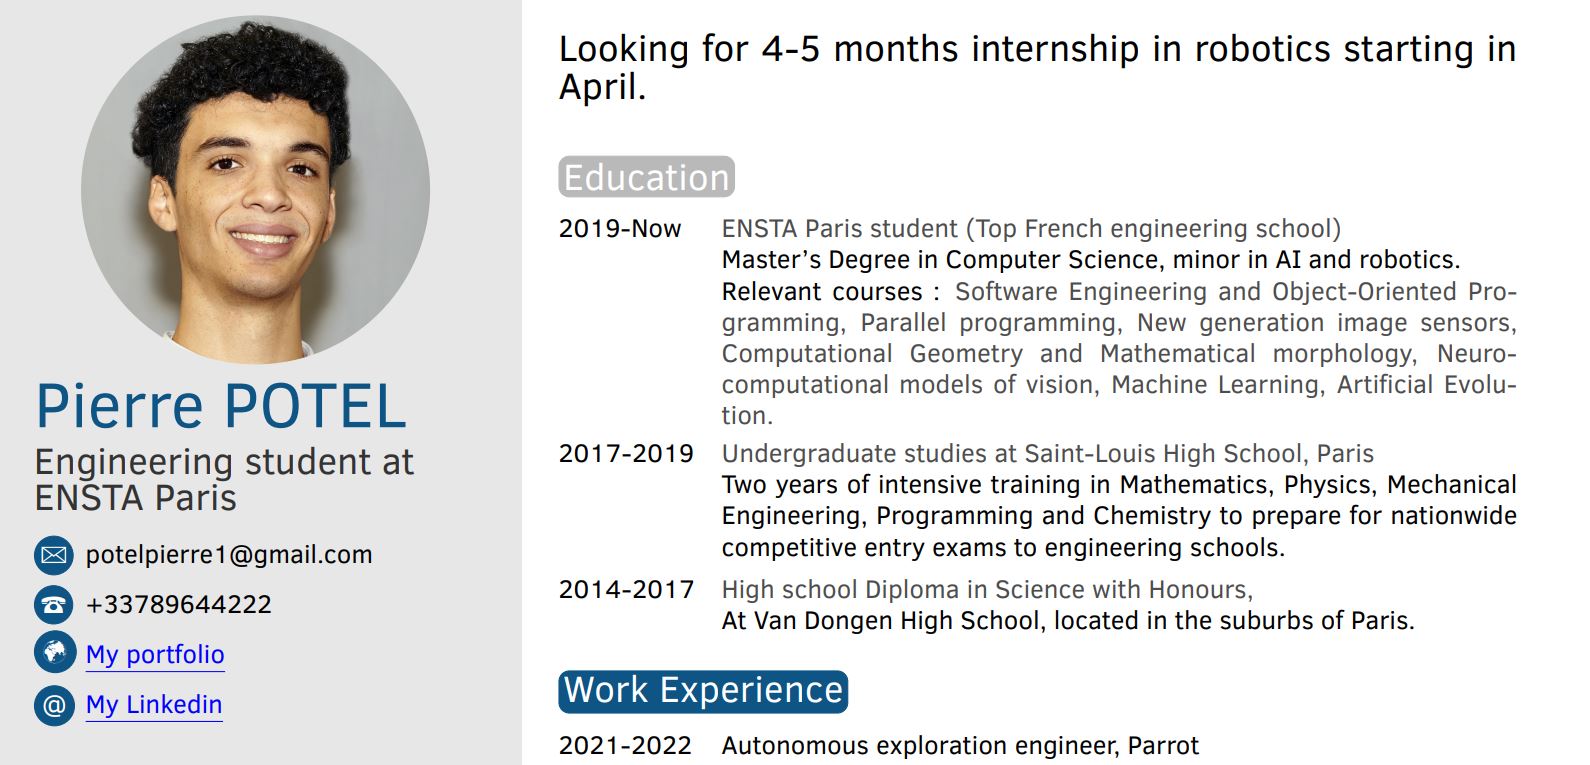 Pierre POTEL
Engineering student at
ENSTA Paris
potelpierre1@gmail.com
+33789644222
My portfolio
@ My Linkedin
Looking for 4-5 months internship in robotics starting in
April.
Education
2019-Now ENSTA Paris student (Top French engineering school)
Master's Degree in Computer Science, minor in AI and robotics.
Relevant courses : Software Engineering and Object-Oriented Pro-
gramming, Parallel programming, New generation image sensors,
Computational Geometry and Mathematical morphology, Neuro-
computational models of vision, Machine Learning, Artificial Evolu-
tion.
2017-2019 Undergraduate studies at Saint-Louis High School, Paris
Two years of intensive training in Mathematics, Physics, Mechanical
Engineering, Programming and Chemistry to prepare for nationwide
competitive entry exams to engineering schools.
2014-2017 High school Diploma in Science with Honours,
At Van Dongen High School, located in the suburbs of Paris.
Work Experience
2021-2022 Autonomous exploration engineer, Parrot